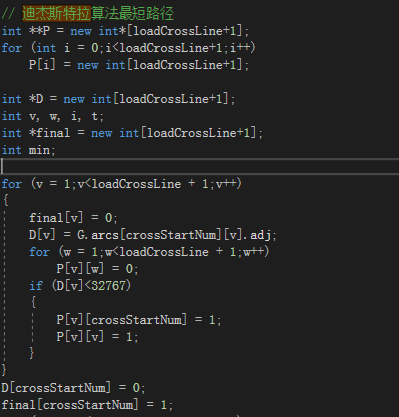 // 迪杰斯特拉算法最短路径
int **P = new int*[loadCrossLine+1];
for (int i = 0;i<loadCrossLine+1;i++)
P[i] = new int[loadCrossLine+1];
int *D = new int[loadCrossLine+1];
int v, w, i, t;
int *final = new int[loadCrossLine+1];
int min;
for (v = 1;v<loadCrossLine + 1;v++)
{
final[v] = 0;
D[v] = G.arcs[crossStartNum][v].adj;
for (w = 1;w<loadCrossLine + 1;w++)
P[v][w] = 0;
if (D[v]<32767)
{
P[v][crossStartNum] = 1;
P[v][v] = 1;
}
}
D[crossStartNum] = 0;
final[crossStartNum] = 1;